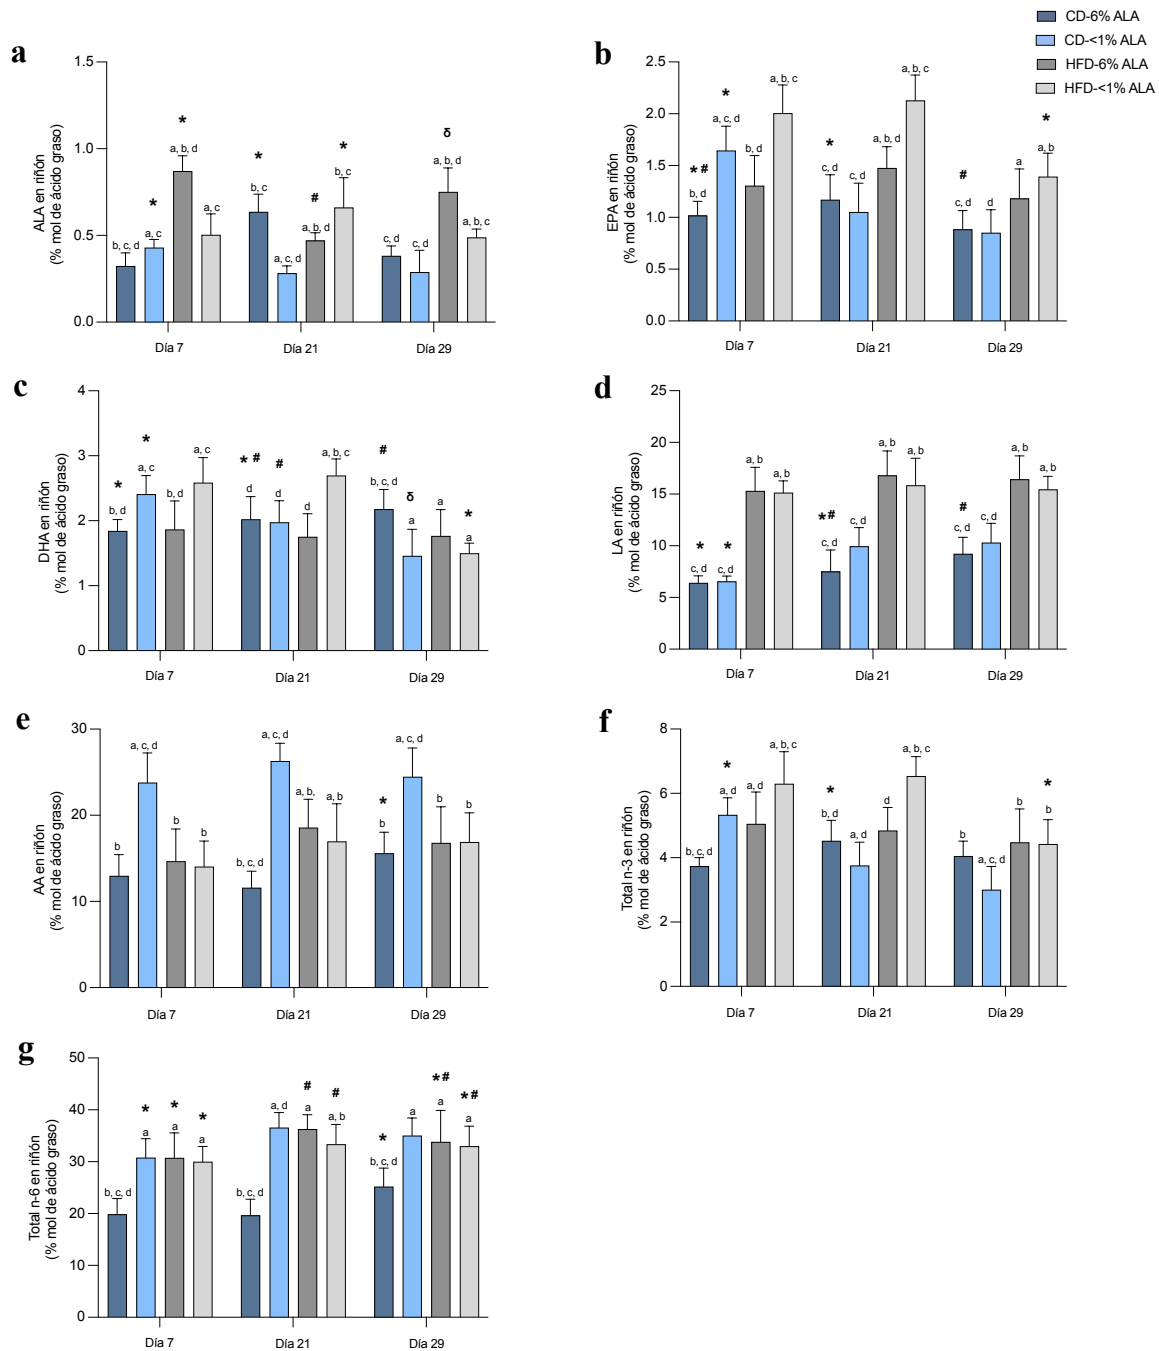 CD-6% ALA
CD-<1% ALA
HFD-6% ALA
HFD-<1% ALA
a
ALA en riñón
(% mol de ácido graso)
1.5
1.0
0.5
0.0
b, c, d
*
a, c
*
a, b, d
a, c
*
b, c
a, c, d
#
a, b, d
*
a, b, c
c, d
c, d
δ
a, b, d
a, b, c
Día 7
Día 21
Día 29
b
EPA en riñón
(% mol de ácido graso)
2.5
2.0
1.5
1.0
0.5
0.0
* #
b, d
*
a, c, d
b, d
a, b, c
*
c, d
c, d
a, b, d
a, b, c
#
c, d
d
a
*
a, b
Día 7
Día 21
Día 29
c
DHA en riñón
(% mol de ácido graso)
4
3
2
1
0
*
b, d
*
a, c
b, d
a, c
* #
d
#
d
d
a, b, c
#
δ
a
a
*
a
Día 7
Día 21
Día 29
d
LA en riñón
(% mol de ácido graso)
25
20
15
10
5
0
*
c, d
*
c, d
a, b
a, b
*#
c, d
c, d
a, b
a, b
#
c, d
c, d
a, b
a, b
Día 7
Día 21
Día 29
e
AA en riñón
(% mol de ácido graso)
30
20
10
0
b
a, c, d
b
b
b, c, d
a, c, d
a, b,
a, b
*
b
a, c, d
b
b
Día 7
Día 21
Día 29
f
Total n-3 en riñón
(% mol de ácido graso)
8
6
4
2
0
b, c, d
*
a, d
a, d
a, b, c
*
b, d
a, d
d
a, b, c
b
a, c, d
b
*
b
Día 7
Día 21
Día 29
g
Total n-6 en riñón
(% mol de ácido graso)
50
40
30
20
10
0
b, c, d
*
a
*
a
*
a
b, c, d
a, d
#
a
#
a, b
*
b, c, d
a
*#
a
*#
a
Día 7
Día 21
Día 29